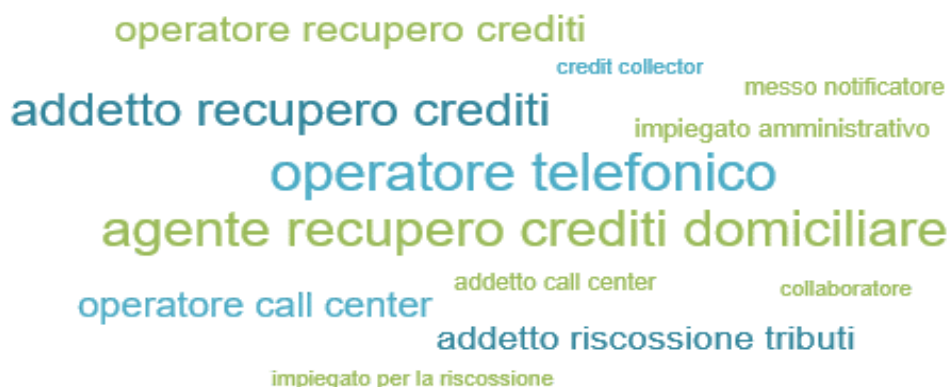 operatore recupero crediti
credit collector
messo notificatore
addetto recupero crediti
impiegato amministrativo
operatore telefonico
agente recupero crediti domiciliare
addetto call center
collaboratore
operatore call center
addetto riscossione tributi
impiegato per la riscossione